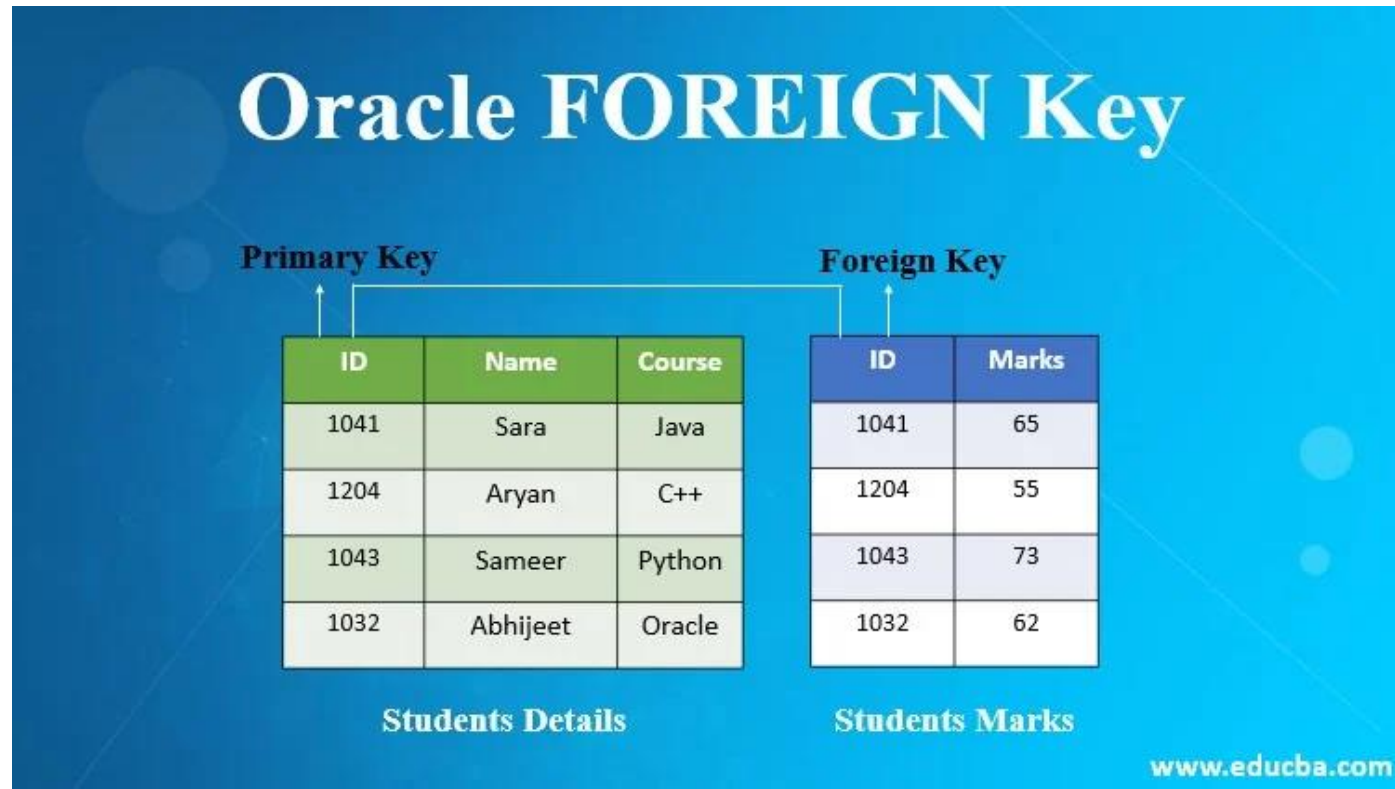 Oracle FOREIGN Key
Primary Key
Foreign Key
ID Name Course
1041 Sara Java
1204 Aryan C++
1043 Sameer Python
1032 Abhijeet Oracle
Students Details
ID Marks
1041 65
1204 55
1043 73
1032 62
Students Marks
www.educba.com